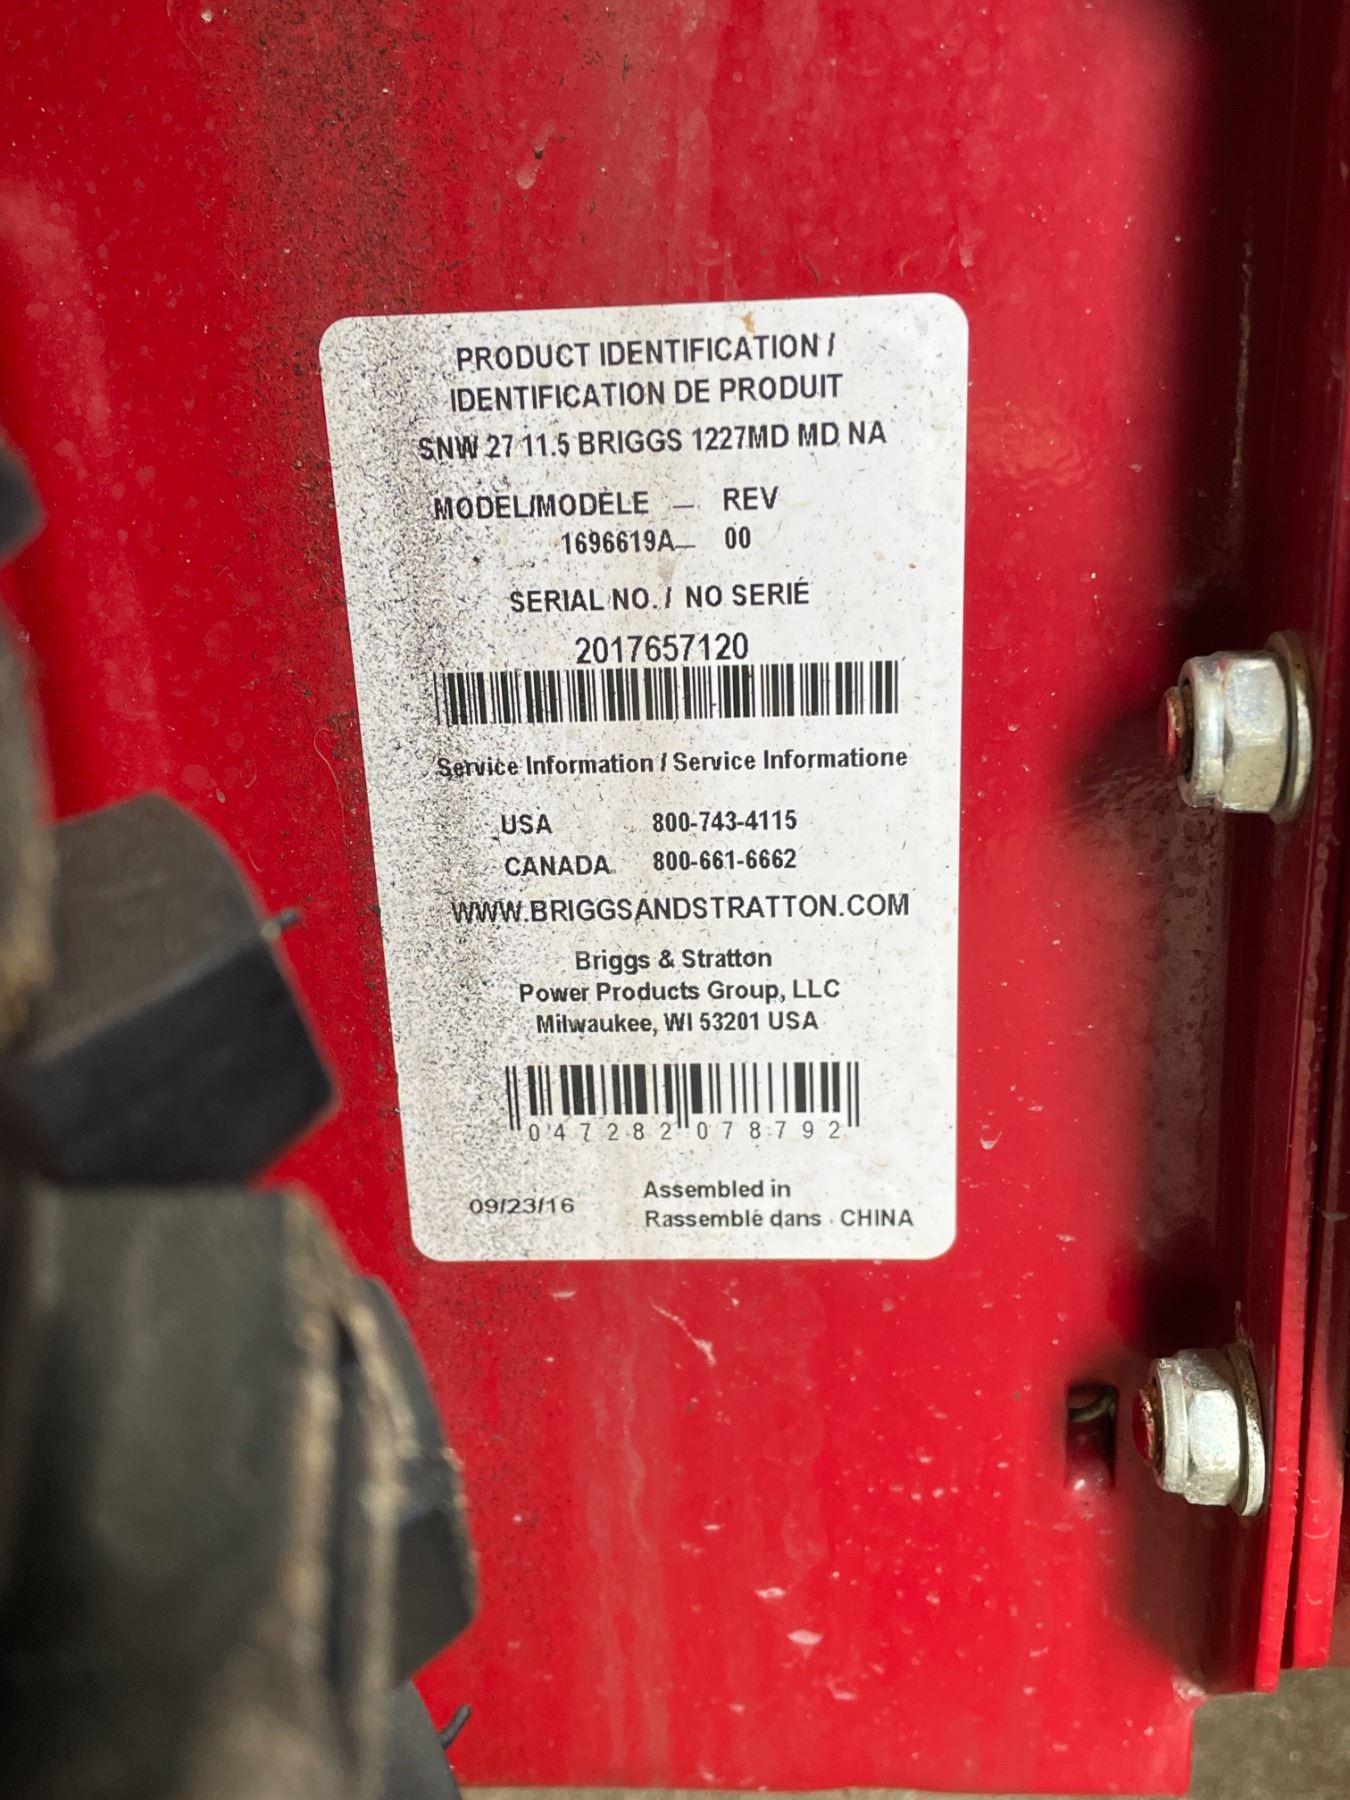 PRODUCT IDENTIFICATION /
IDENTIFICATION DE PRODUIT
SNW 27 11.5 BRIGGS 1227MD MD NA
MODEL/MODÈLE — REV
1696619A— 00
SERIAL NO. / NO SERIÉ
2017657120
Service Information / Service Informatione
USA 800-743-4115
CANADA 800-661-6662
WWW.BRIGGSANDSTRATTON.COM
Briggs & Stratton
Power Products Group, LLC
Milwaukee, WI 53201 USA
0 47282 07879 2
09/23/16
Assembled in
Rassemblé dans CHINA